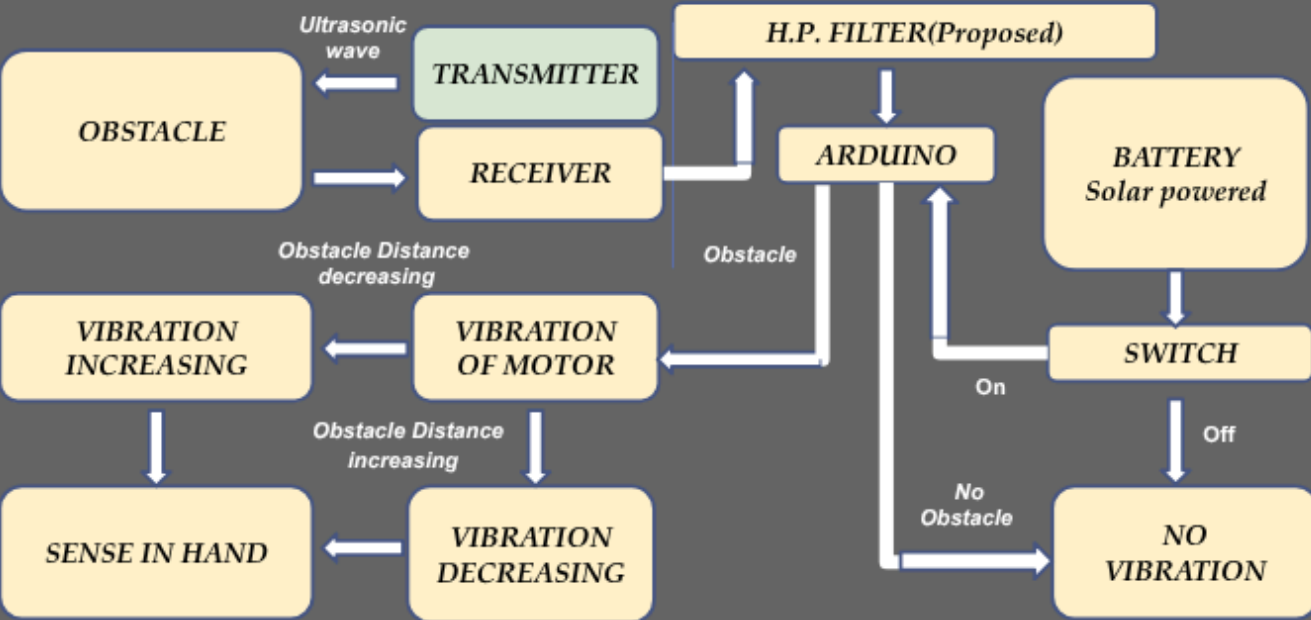 Ultrasonic
wave
TRANSMITTER
H.P. FILTER(Proposed)
OBSTACLE
RECEIVER
ARDUINO
BATTERY
Solar powered
Obstacle Distance
decreasing
Obstacle
VIBRATION
INCREASING
VIBRATION
OF MOTOR
SWITCH
On
Off
Obstacle Distance
increasing
SENSE IN HAND
VIBRATION
DECREASING
No
Obstacle
NO
VIBRATION